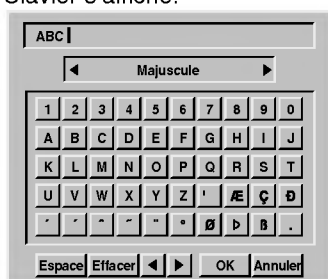 Clavier s'affiche.
ABC
◄ Majuscule ►
1 2 3 4 5 6 7 8 9 0
A B C D E F G H I J
K L M N O P Q R S T
U V W X Y Z ' Æ Ç Ð
´ ` ^ ~ ¨ ° Ø Þ ß .
Espace Effacer ◄ ► OK Annuler